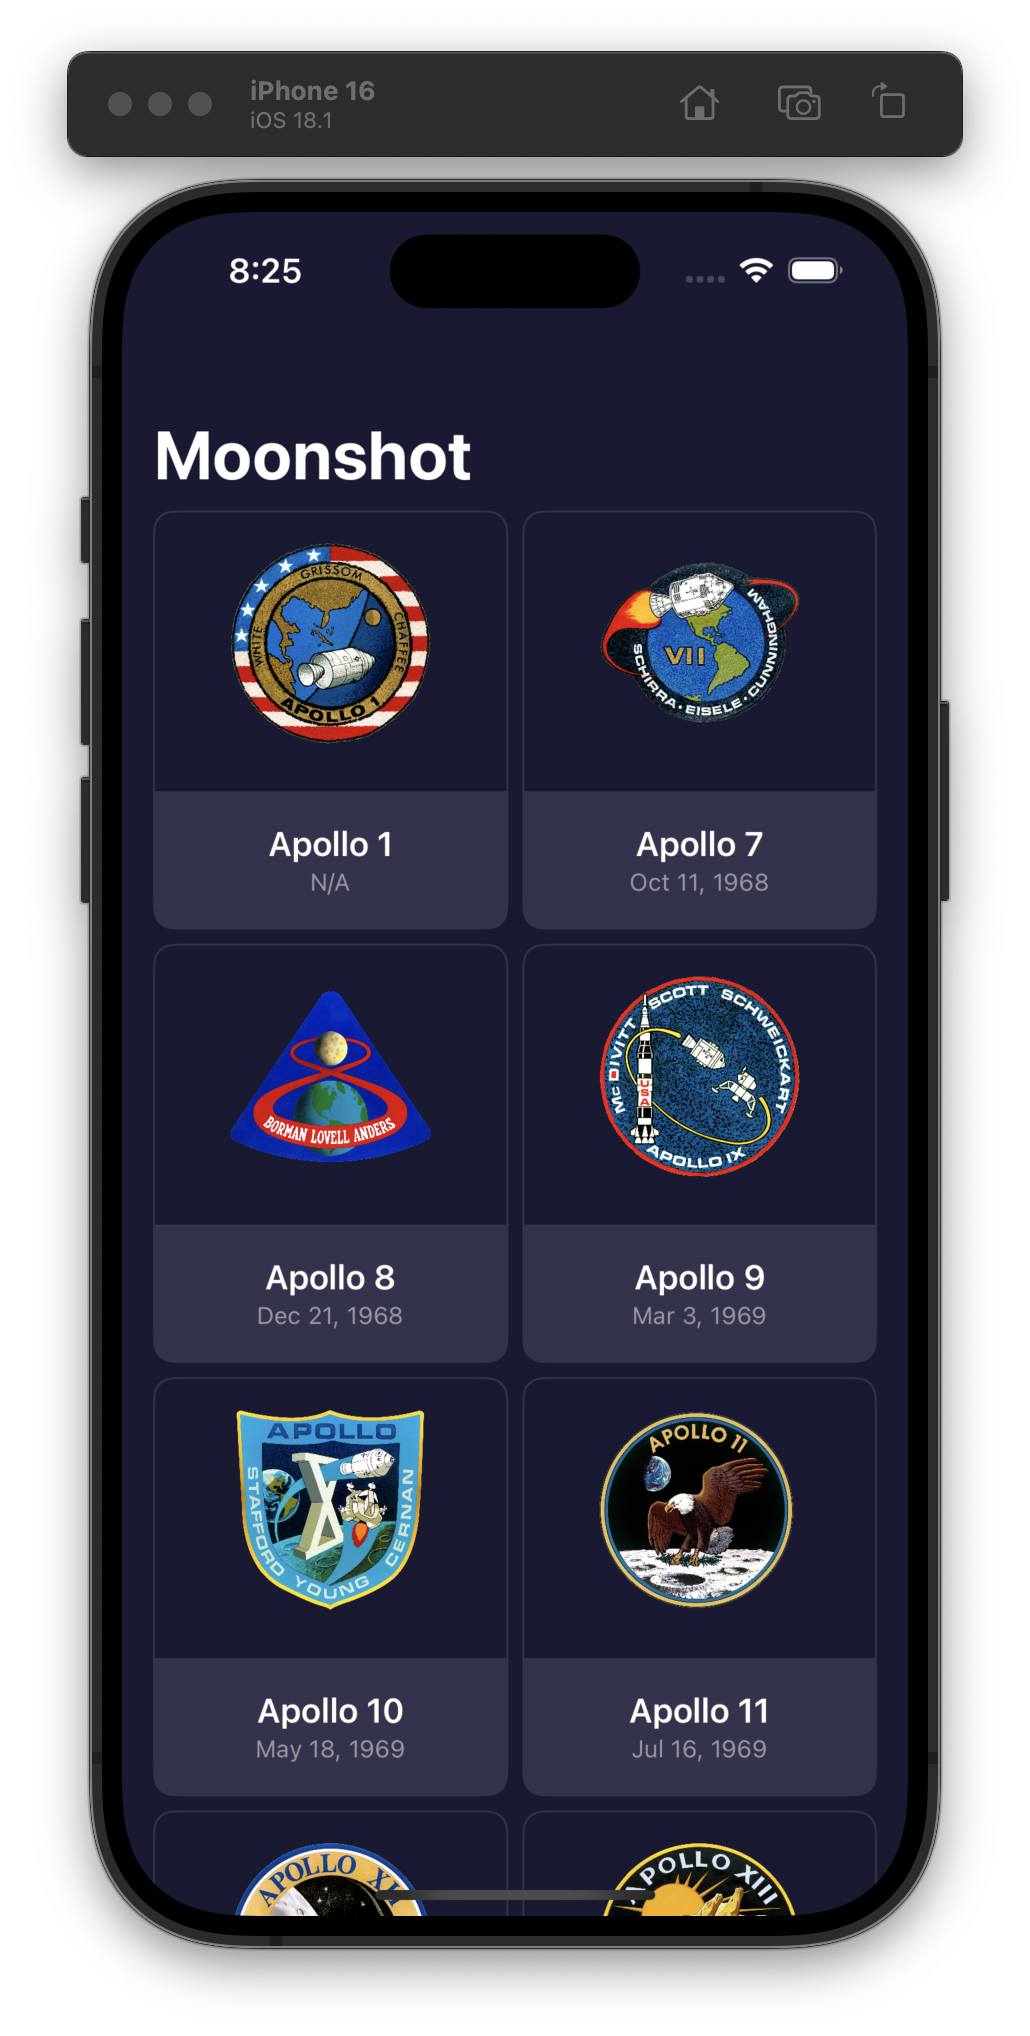 iPhone 16
iOS 18.1
8:25
Moonshot
GRISSOM
WHITE
CHAFFEE
APOLLO 1
VII
SCHIRRA • EISELE • CUNNINGHAM
Apollo 1
N/A
Apollo 7
Oct 11, 1968
BORMAN LOVELL ANDERS
McDIVITT SCOTT SCHWEICKART
USA
APOLLO IX
Apollo 8
Dec 21, 1968
Apollo 9
Mar 3, 1969
APOLLO
X
STAFFORD YOUNG CERNAN
APOLLO 11
Apollo 10
May 18, 1969
Apollo 11
Jul 16, 1969
APOLLO
APOLLO XIII